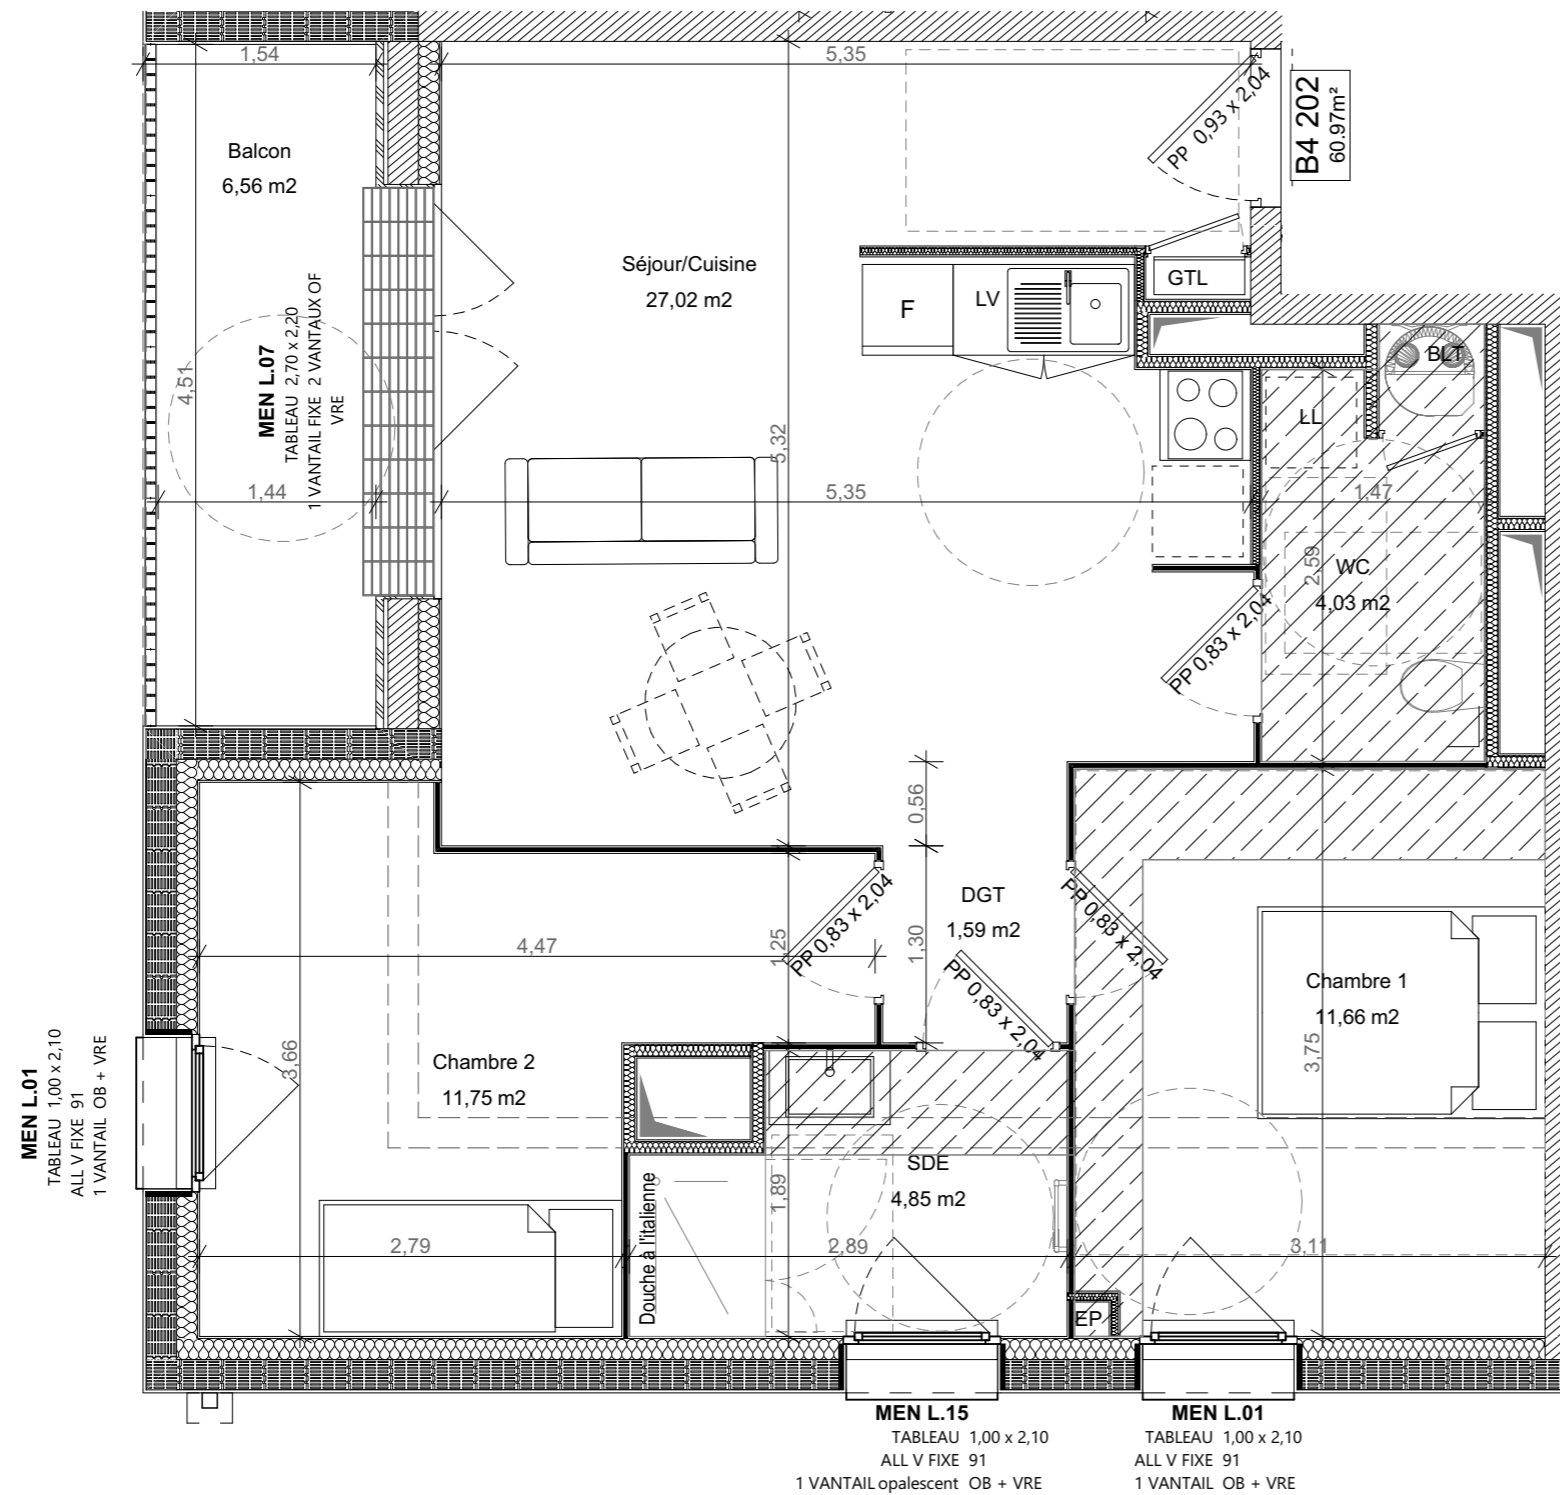 1,54
5,35
PP 0,93 x 2,04
B4 202
60.97m²
Balcon
6,56 m2
Séjour/Cuisine
27,02 m2
GTL
F
LV
BLT
LL
4,51
MEN L.07
TABLEAU 2,70 x 2,20
1 VANTAIL FIXE 2 VANTAUX OF
VRE
5,32
1,44
5,35
1,47
2,59
WC
4,03 m2
PP 0,83 x 2,04
0,56
DGT
1,59 m2
PP 0,83 x 2,04
PP 0,83 x 2,04
PP 0,83 x 2,04
4,47
1,25
1,30
Chambre 1
11,66 m2
3,66
3,75
Chambre 2
11,75 m2
MEN L.01
TABLEAU 1,00 x 2,10
ALL V FIXE 91
1 VANTAIL OB + VRE
SDE
4,85 m2
1,89
Douche à l'italienne
2,79
2,89
3,11
EP
MEN L.15
TABLEAU 1,00 x 2,10
ALL V FIXE 91
1 VANTAIL opalescent OB + VRE
MEN L.01
TABLEAU 1,00 x 2,10
ALL V FIXE 91
1 VANTAIL OB + VRE